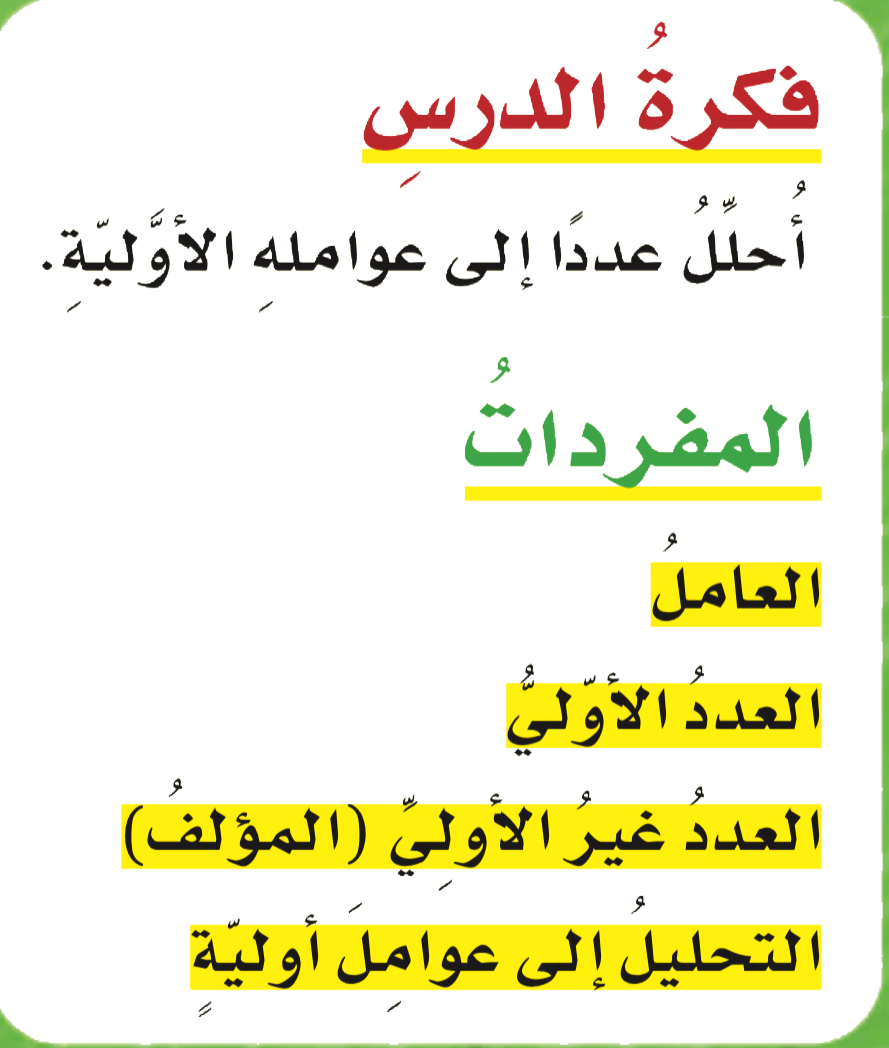 فكرةُ الدرسِ
أُحلِّلُ عددًا إلى عواملهِ الأوَّليّةِ.
المفرداتُ
العاملُ
العددُ الأوّليُّ
العددُ غيرُ الأولِيِّ (المؤلفُ)
التحليلُ إلى عوامِلَ أوليّةٍ